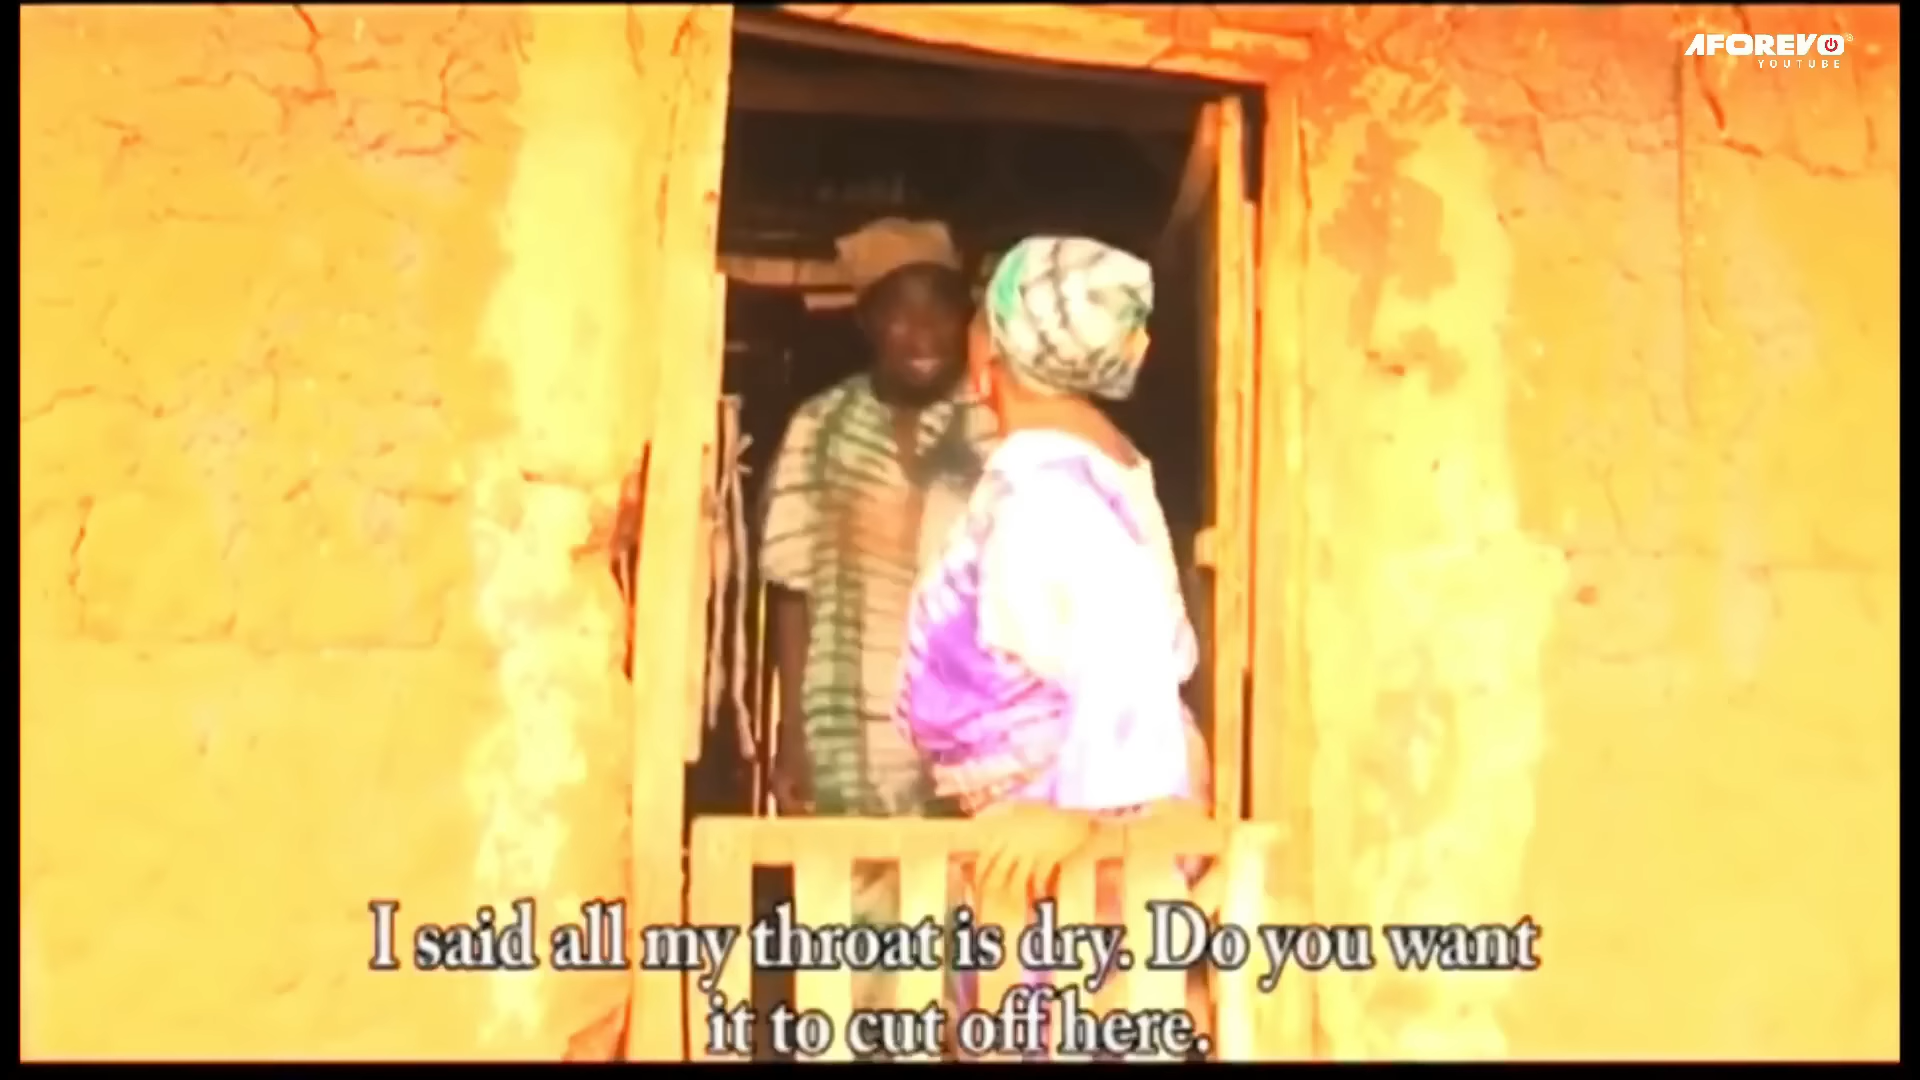 AFOREVO
YOUTUBE
I said all my throat is dry. Do you want
it to cut off here.